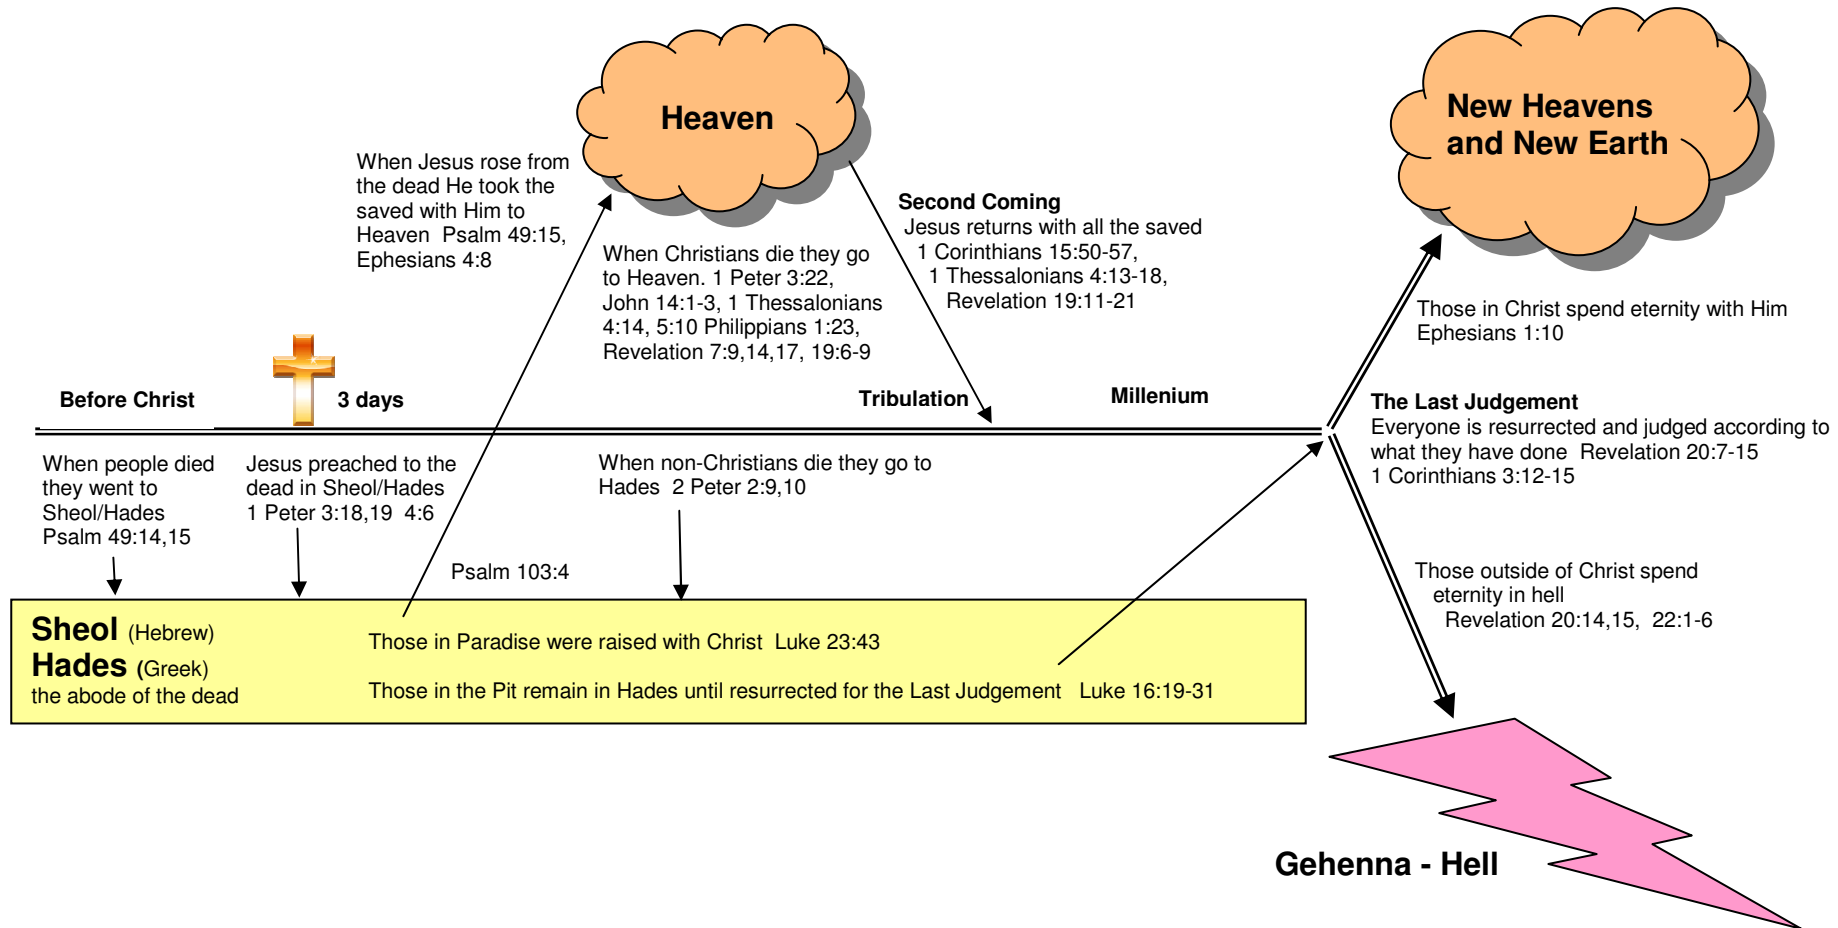 Heaven
New Heavens
and New Earth
When Jesus rose from
the dead He took the
saved with Him to
Heaven  Psalm 49:15,
Ephesians 4:8
When Christians die they go
to Heaven. 1 Peter 3:22,
John 14:1-3, 1 Thessalonians
4:14, 5:10 Philippians 1:23,
Revelation 7:9,14,17, 19:6-9
Second Coming
Jesus returns with all the saved
1 Corinthians 15:50-57,
1 Thessalonians 4:13-18,
Revelation 19:11-21
Those in Christ spend eternity with Him
Ephesians 1:10
Before Christ
3 days
Tribulation
Millenium
The Last Judgement
Everyone is resurrected and judged according to
what they have done  Revelation 20:7-15
1 Corinthians 3:12-15
When people died
they went to
Sheol/Hades
Psalm 49:14,15
Jesus preached to the
dead in Sheol/Hades
1 Peter 3:18,19  4:6
When non-Christians die they go to
Hades  2 Peter 2:9,10
Psalm 103:4
Those outside of Christ spend
eternity in hell
Revelation 20:14,15,  22:1-6
Sheol (Hebrew)
Hades (Greek)
the abode of the dead
Those in Paradise were raised with Christ  Luke 23:43
Those in the Pit remain in Hades until resurrected for the Last Judgement   Luke 16:19-31
Gehenna - Hell